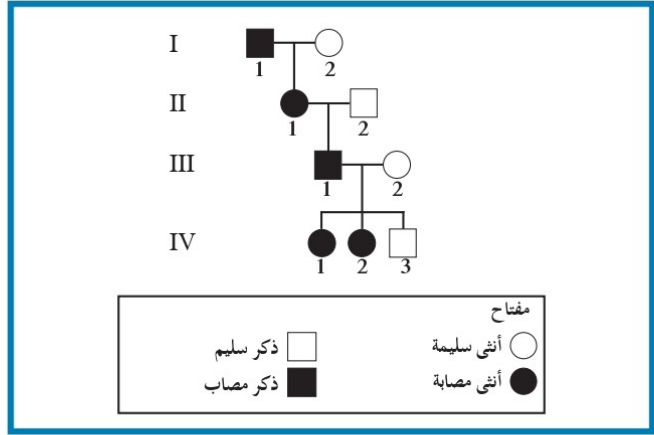 I
1 2
II
1 2
III
1 2
IV
1 2 3
مفتاح
أنثى سليمة ذكر سليم
أنثى مصابة ذكر مصاب